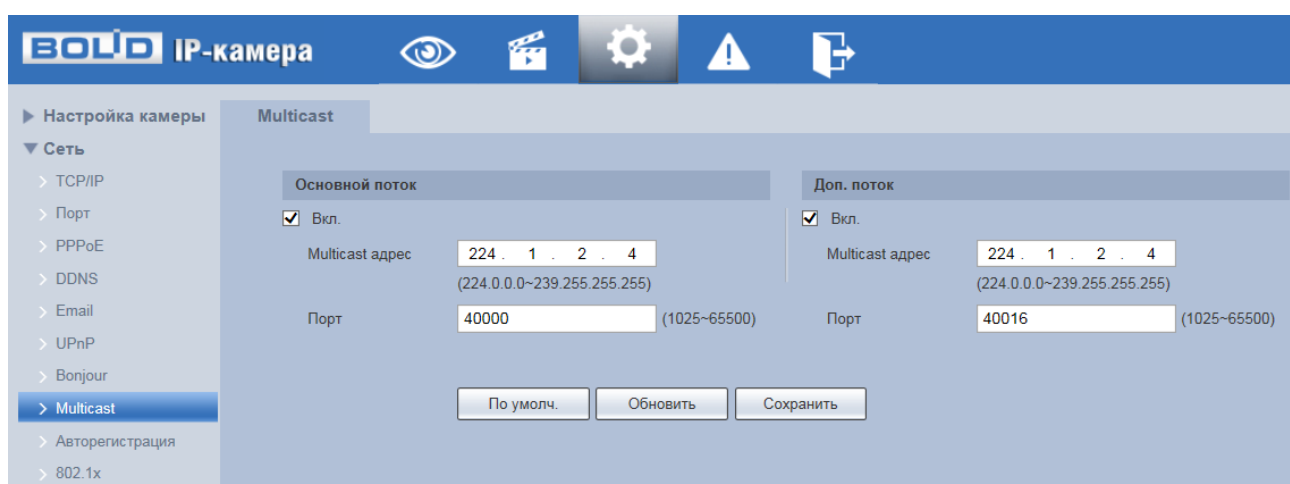 BOLID IP-камера
Настройка камеры
Multicast
Сеть
TCP/IP
Основной поток
Доп. поток
Порт
Вкл.
Вкл.
PPPoE
Multicast адрес
224 . 1 . 2 . 4
Multicast адрес
224 . 1 . 2 . 4
DDNS
(224.0.0.0~239.255.255.255)
(224.0.0.0~239.255.255.255)
Email
Порт
40000
(1025~65500)
Порт
40016
(1025~65500)
UPnP
Bonjour
Multicast
По умолч.
Обновить
Сохранить
Авторегистрация
802.1x